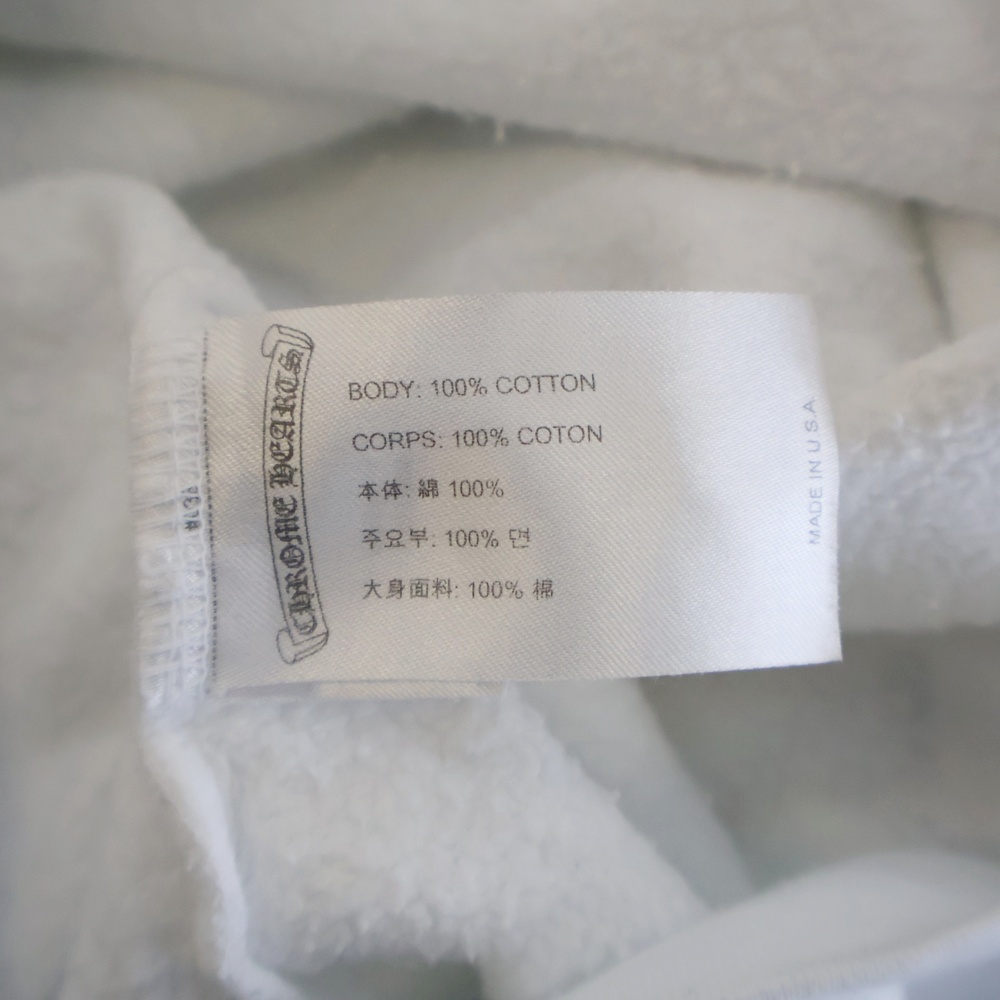 CHROME HEARTS
BODY: 100% COTTON
CORPS: 100% COTON
本体: 綿 100%
주요부: 100% 면
大身面料: 100% 棉
MADE IN U.S.A.